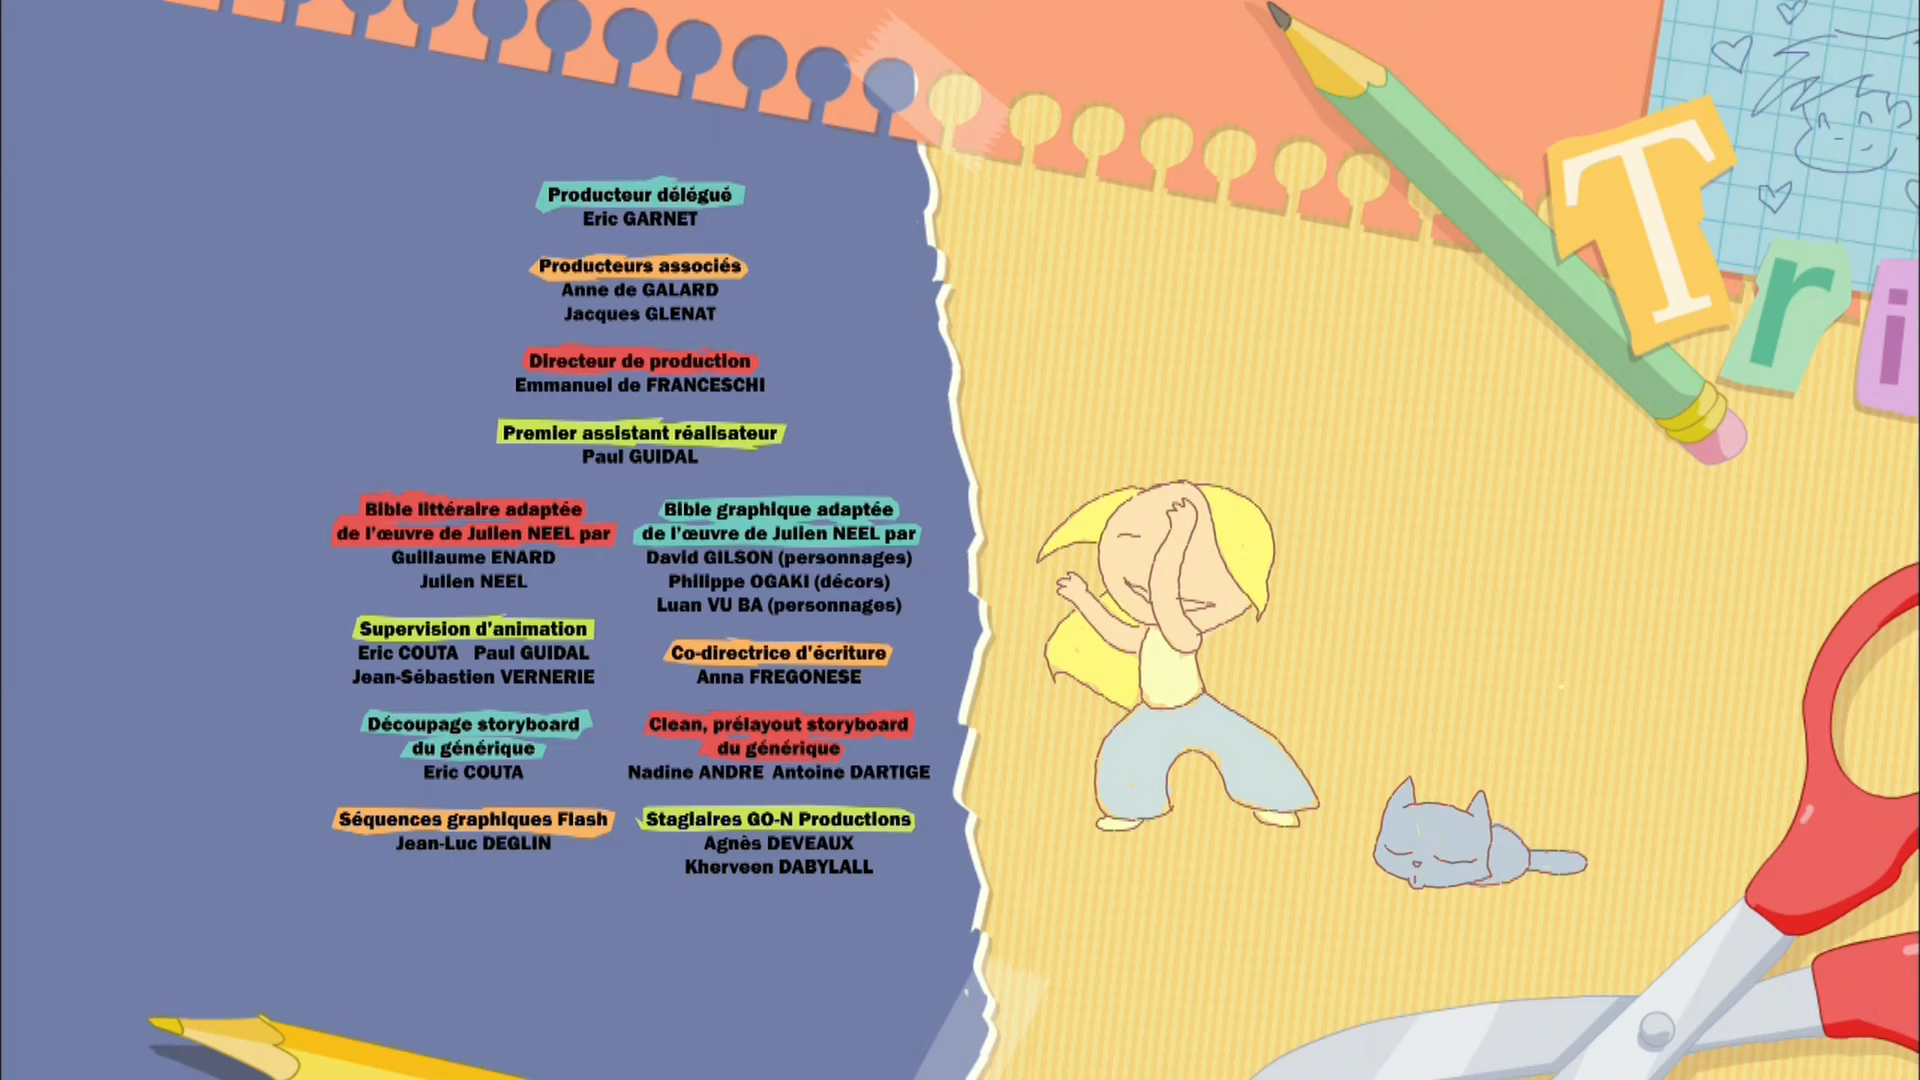 Producteur délégué
Eric GARNET
Producteurs associés
Anne de GALARD
Jacques GLENAT
Directeur de production
Emmanuel de FRANCESCHI
Premier assistant réalisateur
Paul GUIDAL
Bible littéraire adaptée
de l'œuvre de Julien NEEL par
Guillaume ENARD
Julien NEEL
Bible graphique adaptée
de l'œuvre de Julien NEEL par
David GILSON (personnages)
Philippe OGAKI (décors)
Luan VU BA (personnages)
Supervision d'animation
Eric COUTA Paul GUIDAL
Jean-Sébastien VERNERIE
Co-directrice d'écriture
Anna FREGONESE
Découpage storyboard
du générique
Eric COUTA
Clean, prélayout storyboard
du générique
Nadine ANDRE Antoine DARTIGE
Séquences graphiques Flash
Jean-Luc DEGLIN
Stagiaires GO-N Productions
Agnès DEVEAUX
Kherveen DABYLALL
Tri